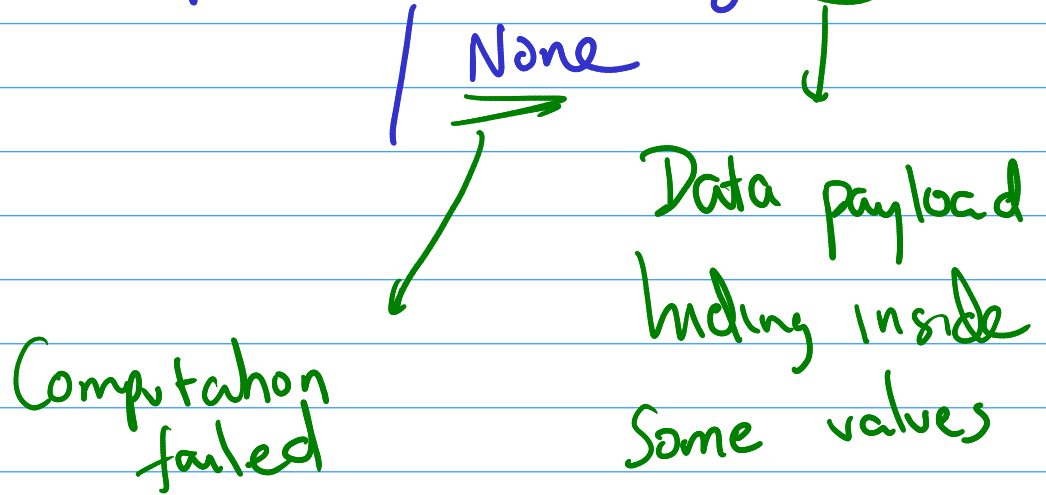 | None
Data payload
hiding inside
Some values
Computation
failed